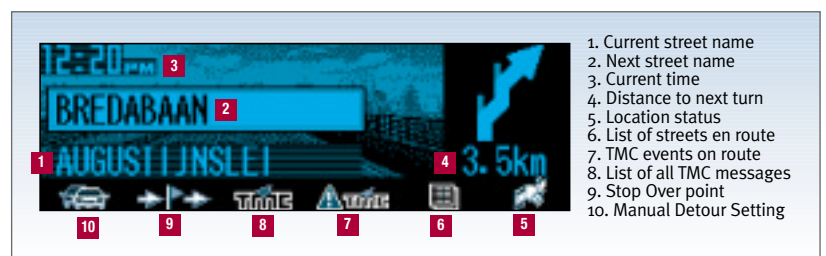 12:20PM 3
BREDABAAN 2
1 AUGUSTIJNSLEI
4 3.5km
TMC TMC
10 9 8 7 6 5
1. Current street name
2. Next street name
3. Current time
4. Distance to next turn
5. Location status
6. List of streets en route
7. TMC events on route
8. List of all TMC messages
9. Stop Over point
10. Manual Detour Setting